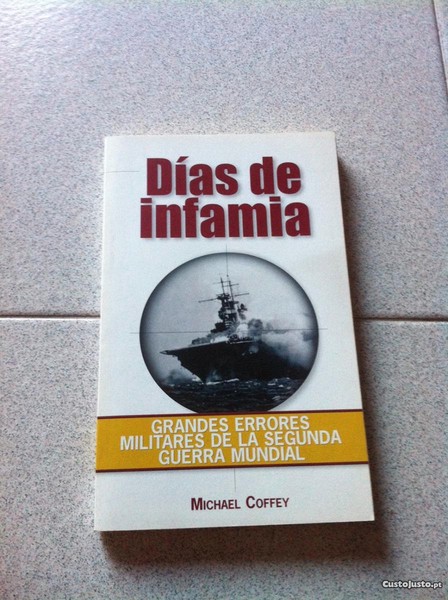 Días de
infamia
GRANDES ERRORES
MILITARES DE LA SEGUNDA
GUERRA MUNDIAL
MICHAEL COFFEY
© CustoJusto.pt